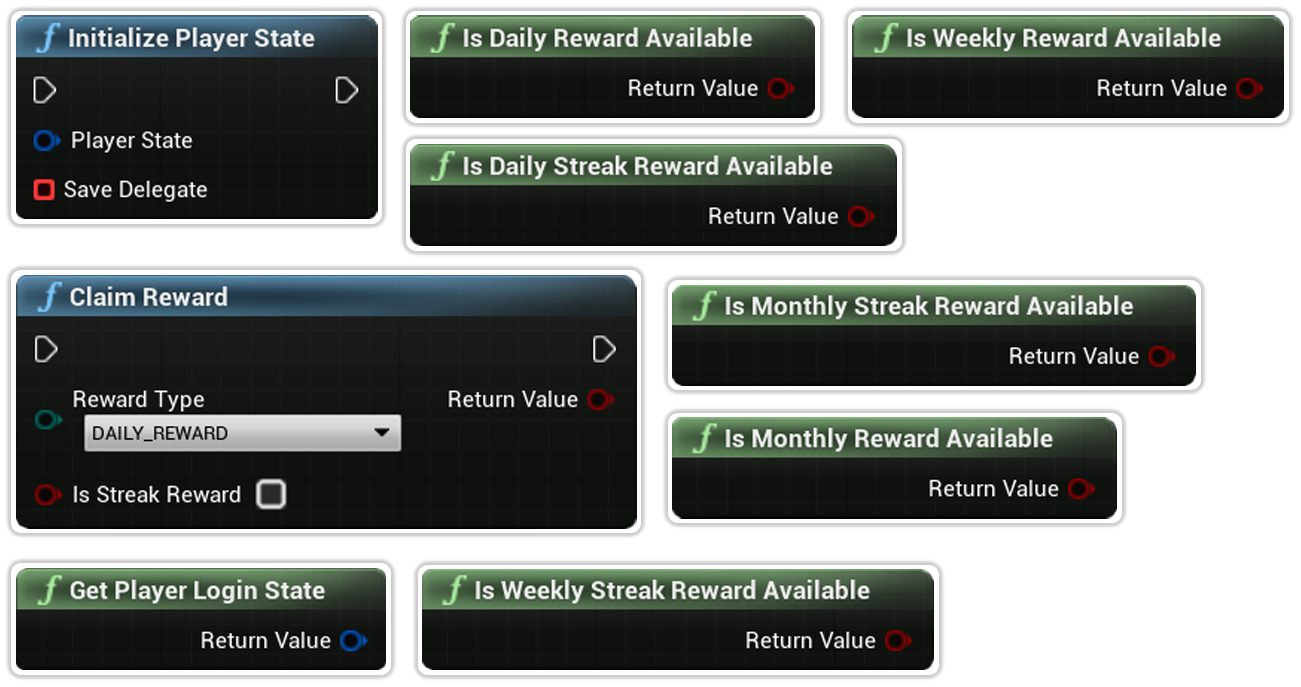 f Initialize Player State
Player State
Save Delegate
f Is Daily Reward Available
Return Value
f Is Weekly Reward Available
Return Value
f Is Daily Streak Reward Available
Return Value
f Claim Reward
Reward Type
DAILY_REWARD
Return Value
Is Streak Reward
f Is Monthly Streak Reward Available
Return Value
f Is Monthly Reward Available
Return Value
f Get Player Login State
Return Value
f Is Weekly Streak Reward Available
Return Value